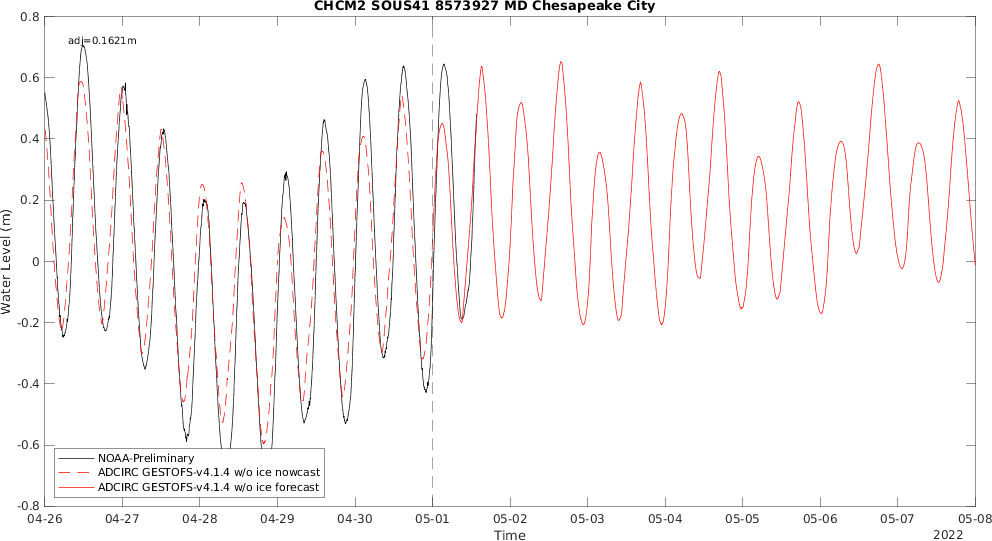 CHCM2 SOUS41 8573927 MD Chesapeake City
adj=0.1621m
0.8
0.6
0.4
0.2
0
-0.2
-0.4
-0.6
-0.8
Water Level (m)
NOAA-Preliminary
ADCIRC GESTOFS-v4.1.4 w/o ice nowcast
ADCIRC GESTOFS-v4.1.4 w/o ice forecast
04-26 04-27 04-28 04-29 04-30 05-01 05-02 05-03 05-04 05-05 05-06 05-07 05-08
Time
2022